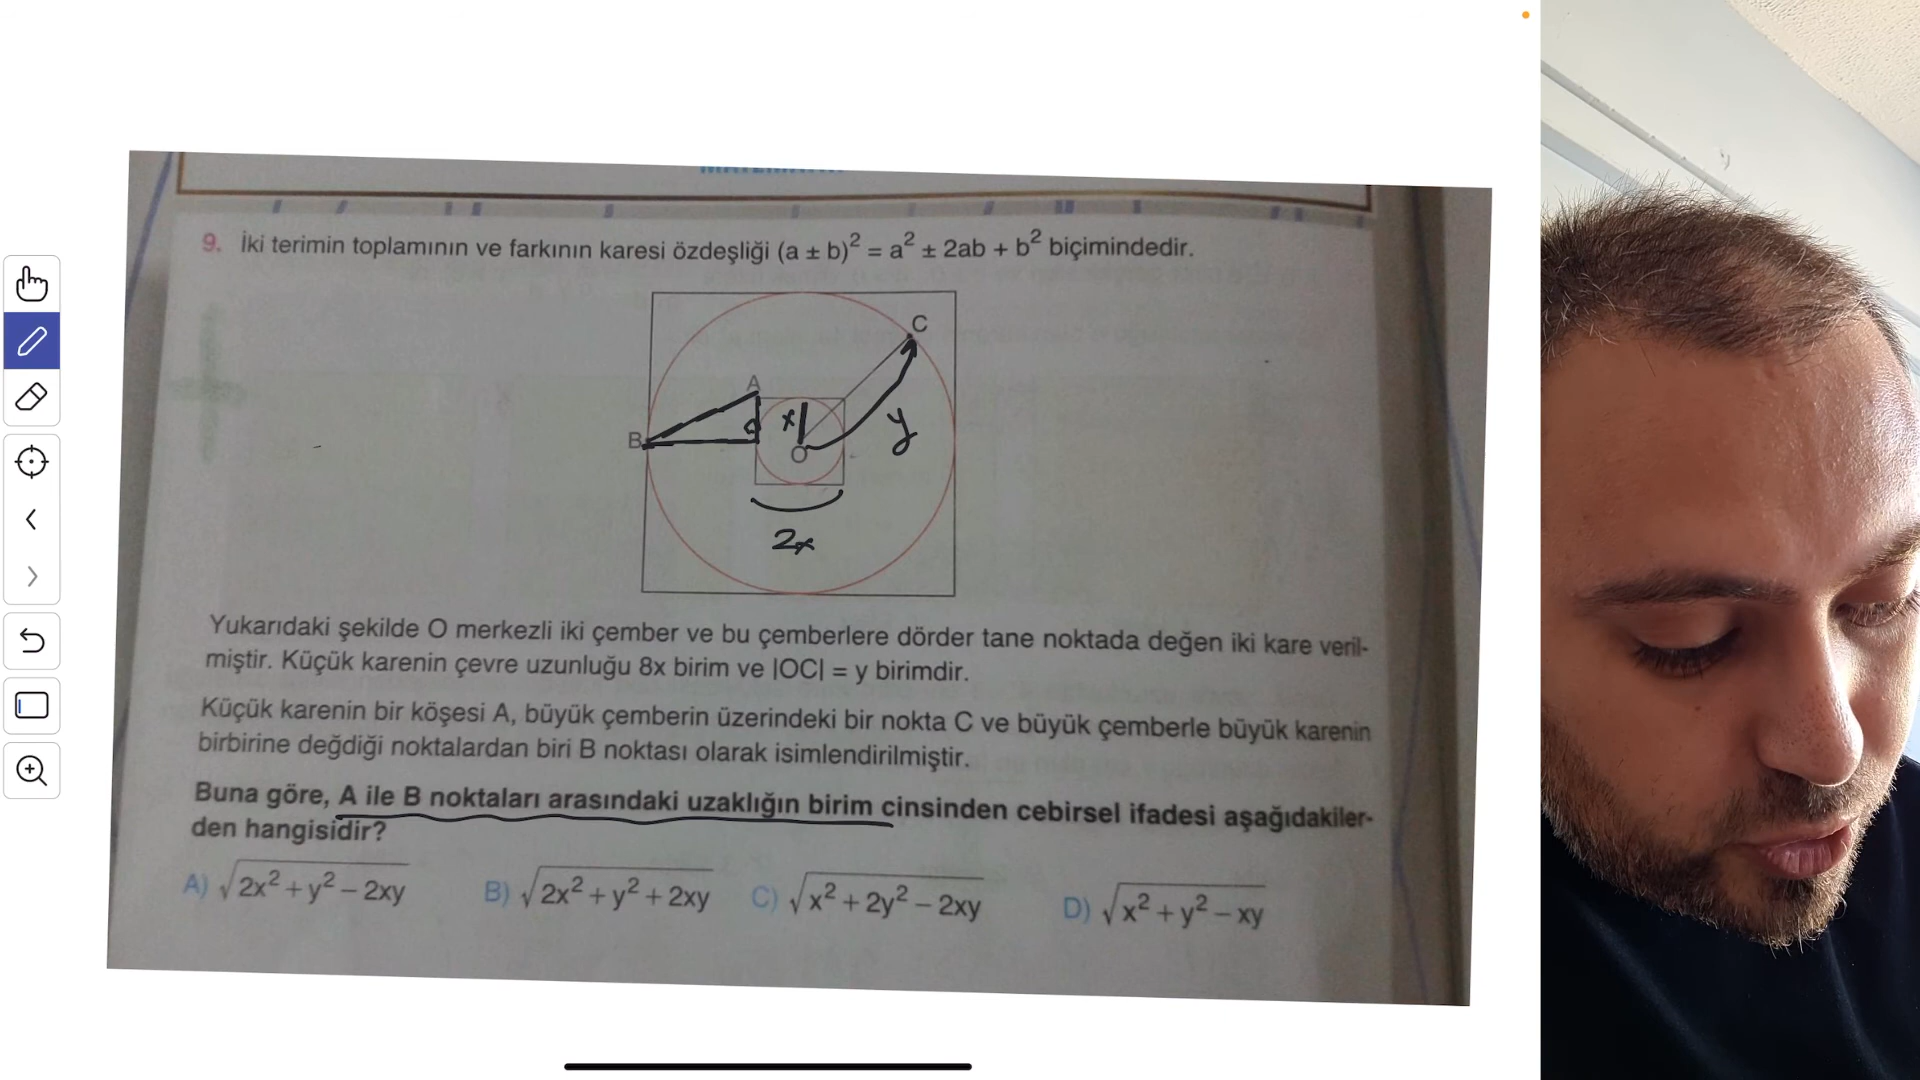 9. İki terimin toplamının ve farkının karesi özdeşliği (a ± b)² = a² ± 2ab + b² biçimindedir.
C
A
x
B
O
y
2x
Yukarıdaki şekilde O merkezli iki çember ve bu çemberlere dörder tane noktada değen iki kare veril-
miştir. Küçük karenin çevre uzunluğu 8x birim ve |OC| = y birimdir.
Küçük karenin bir köşesi A, büyük çemberin üzerindeki bir nokta C ve büyük çemberle büyük karenin
birbirine değdiği noktalardan biri B noktası olarak isimlendirilmiştir.
Buna göre, A ile B noktaları arasındaki uzaklığın birim cinsinden cebirsel ifadesi aşağıdakiler-
den hangisidir?
A) √2x² + y² – 2xy B) √2x² + y² + 2xy C) √x² + 2y² – 2xy D) √x² + y² – xy